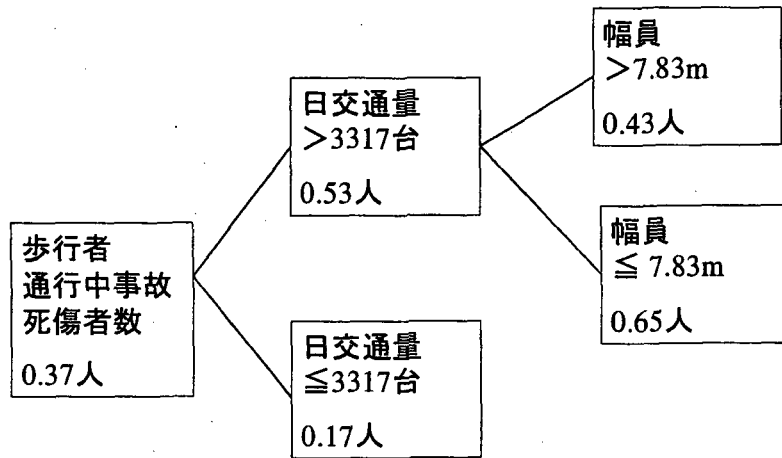 歩行者
通行中事故
死傷者数
0.37人
日交通量
>3317台
0.53人
日交通量
≦3317台
0.17人
幅員
>7.83m
0.43人
幅員
≦ 7.83m
0.65人